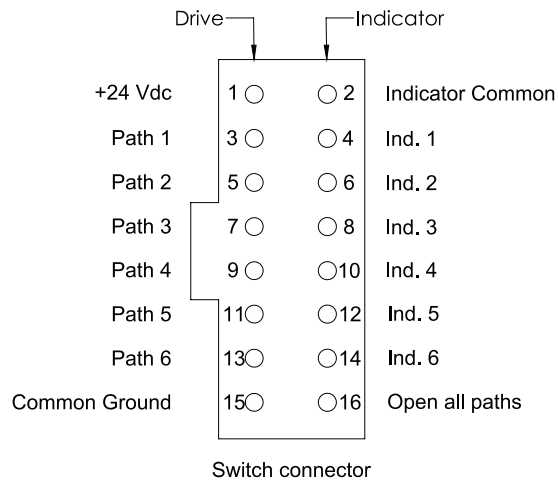 Drive Indicator
+24 Vdc 1 2 Indicator Common
Path 1 3 4 Ind. 1
Path 2 5 6 Ind. 2
Path 3 7 8 Ind. 3
Path 4 9 10 Ind. 4
Path 5 11 12 Ind. 5
Path 6 13 14 Ind. 6
Common Ground 15 16 Open all paths
Switch connector